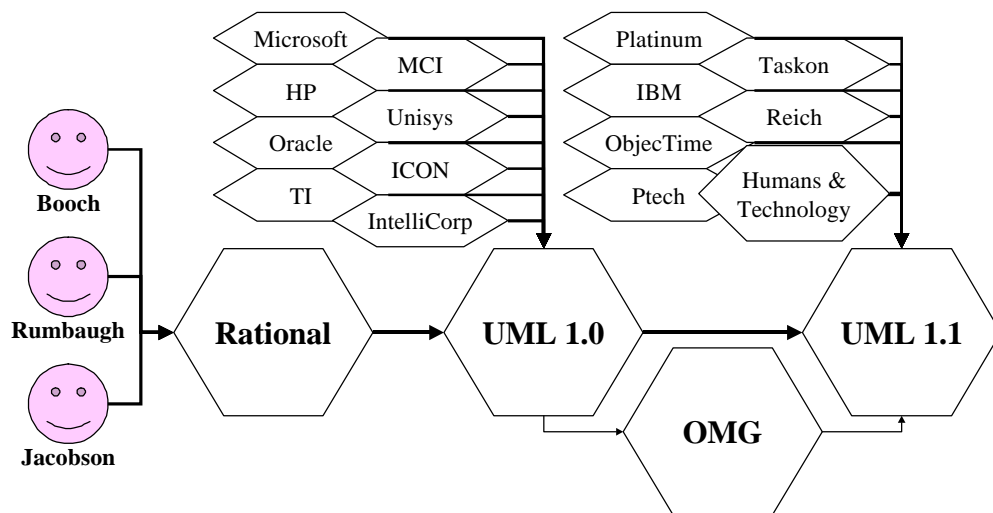 Microsoft
MCI
HP
Unisys
Oracle
ICON
TI
IntelliCorp
Platinum
Taskon
IBM
Reich
ObjecTime
Ptech
Humans &
Technology
Booch
Rumbaugh
Jacobson
Rational
UML 1.0
UML 1.1
OMG